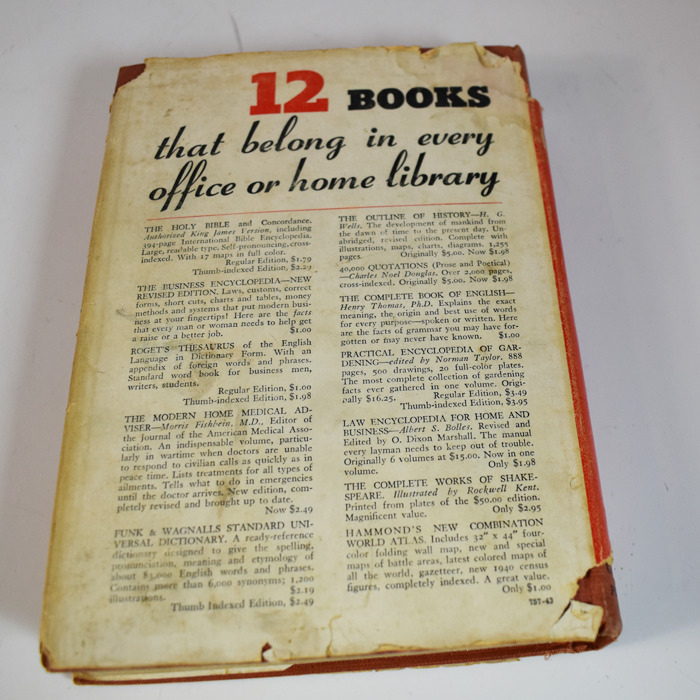 12 BOOKS
that belong in every
office or home library
THE HOLY BIBLE and Concordance.
Authorized King James Version, including
394-page International Bible Encyclopedia.
Large, readable type, Self-pronouncing, cross-
indexed. With 17 maps in full color.
Regular Edition, $1.79
Thumb-indexed Edition, $2.29
THE BUSINESS ENCYCLOPEDIA—NEW
REVISED EDITION. Laws, customs, correct
forms, short cuts, charts and tables, money
methods and systems that put modern busi-
ness at your fingertips! Here are the facts
that every man or woman needs to help get
a raise or a better job. $1.00
ROGET'S THESAURUS of the English
Language in Dictionary Form. With an
appendix of foreign words and phrases.
Standard word book for business men,
writers, students.
Regular Edition, $1.00
Thumb-indexed Edition, $1.98
THE MODERN HOME MEDICAL AD-
VISER—Morris Fishbein, M.D., Editor of
the Journal of the American Medical Asso-
ciation. An indispensable volume, particu-
larly in wartime when doctors are unable
to respond to civilian calls as quickly as in
peace time. Lists treatments for all types of
ailments. Tells what to do in emergencies
until the doctor arrives. New edition, com-
pletely revised and brought up to date.
Now $2.49
FUNK & WAGNALLS STANDARD UNI-
VERSAL DICTIONARY. A ready-reference
dictionary designed to give the spelling,
pronunciation, meaning and etymology of
about 83,000 English words and phrases.
Contains more than 6,000 synonyms; 1,200
illustrations. $2.19
Thumb Indexed Edition, $2.49
THE OUTLINE OF HISTORY—H. G.
Wells. The development of mankind from
the dawn of time to the present day. Un-
abridged, revised edition. Complete with
illustrations, maps, charts, diagrams. 1,255
pages. Originally $5.00. Now $1.98
40,000 QUOTATIONS (Prose and Poetical)
—Charles Noel Douglas. Over 2,000 pages,
cross-indexed. Originally $5.00. Now $1.98
THE COMPLETE BOOK OF ENGLISH—
Henry Thomas, Ph.D. Explains the exact
meaning, the origin and best use of words
for every purpose—spoken or written. Here
are the facts of grammar you may have for-
gotten or may never have known. $1.00
PRACTICAL ENCYCLOPEDIA OF GAR-
DENING—edited by Norman Taylor. 888
pages, 500 drawings, 20 full-color plates.
The most complete collection of gardening
facts ever gathered in one volume. Origi-
nally $16.25. Regular Edition, $3.49
Thumb-indexed Edition, $3.95
LAW ENCYCLOPEDIA FOR HOME AND
BUSINESS—Albert S. Bolles. Revised and
Edited by O. Dixon Marshall. The manual
every layman needs to keep out of trouble.
Originally 6 volumes at $15.00. Now in one
volume. Only $1.98
THE COMPLETE WORKS OF SHAKE-
SPEARE. Illustrated by Rockwell Kent.
Printed from plates of the $50.00 edition.
Magnificent value. Only $2.95
HAMMOND'S NEW COMBINATION
WORLD ATLAS. Includes 32" x 44" four-
color folding wall map, new and special
maps of battle areas, latest colored maps of
all the world, gazetteer, new 1940 census
figures, completely indexed. A great value.
Only $1.00
757-43